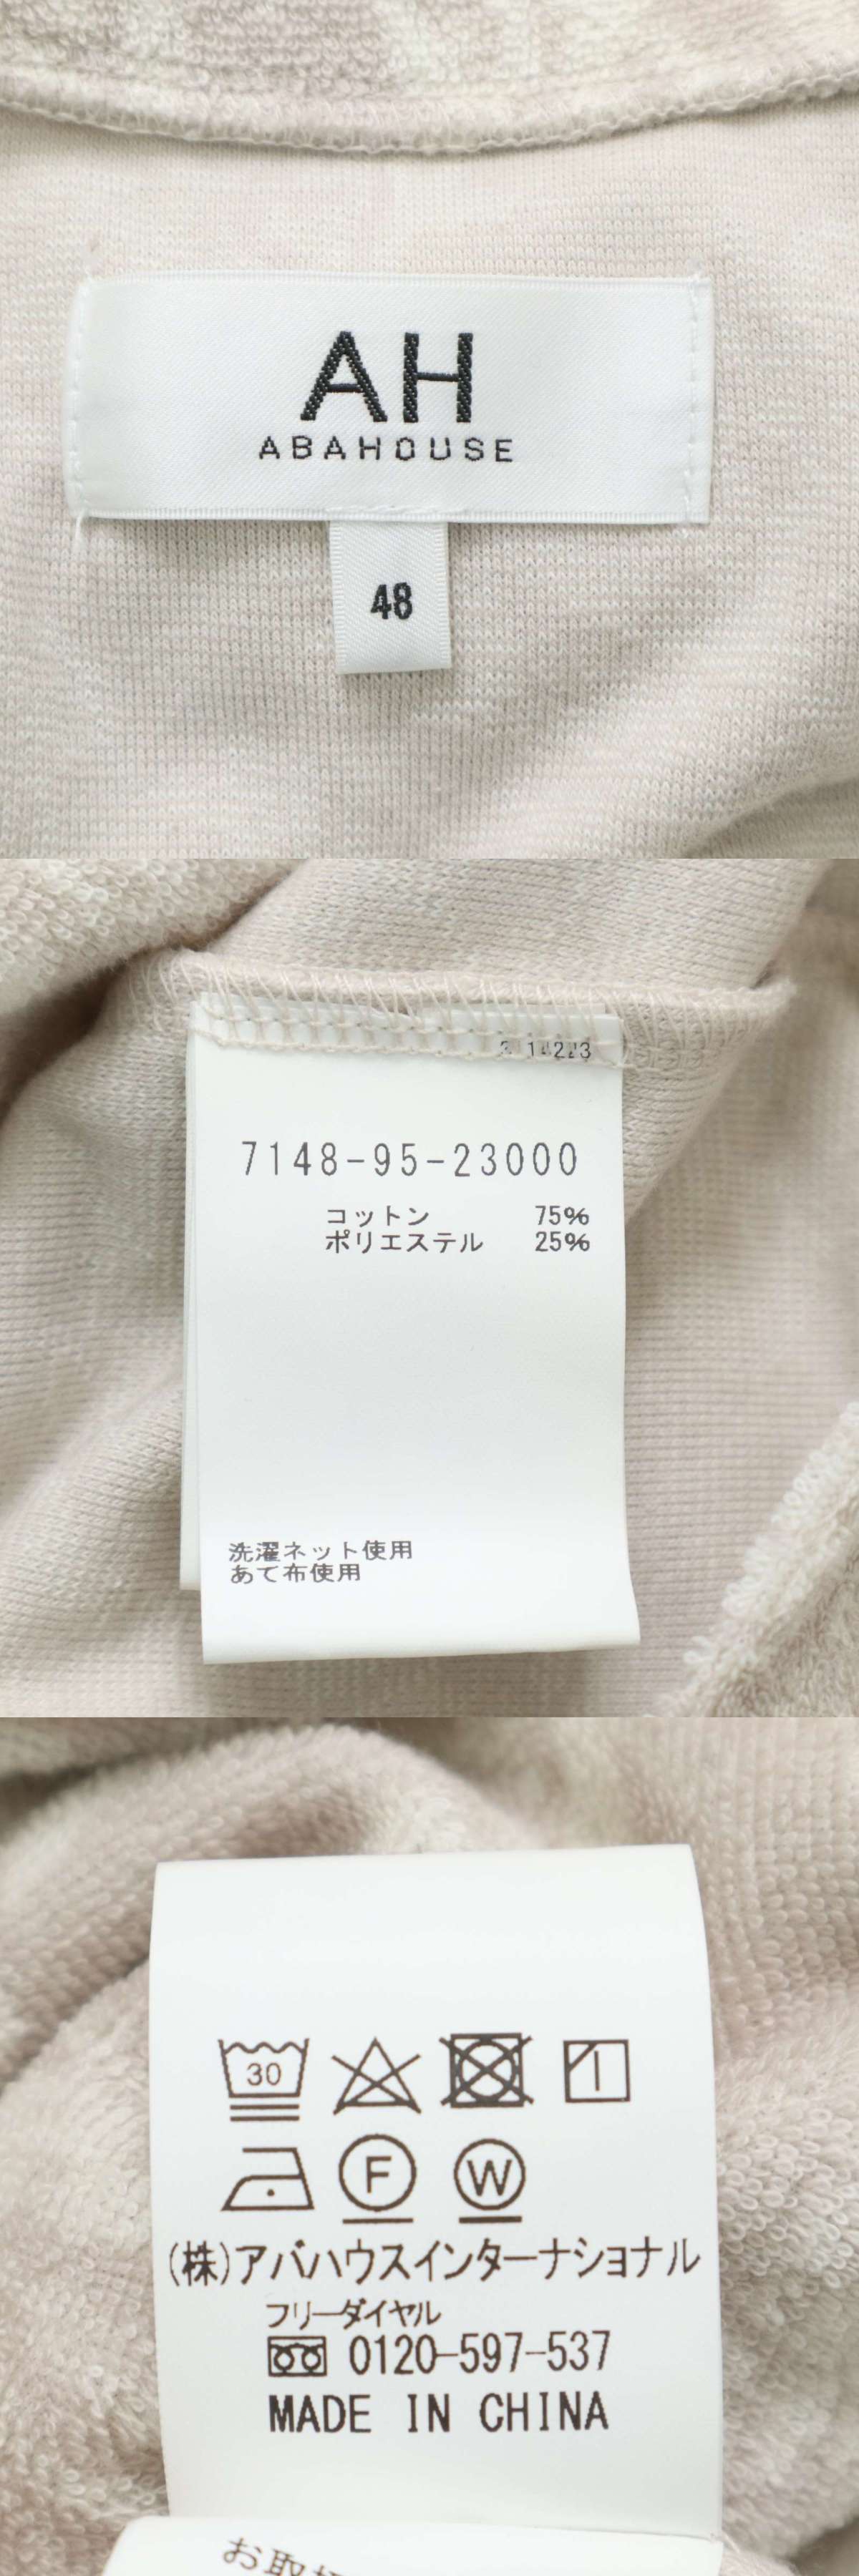 AH
ABAHOUSE
48
7148-95-23000
コットン 75%
ポリエステル 25%
洗濯ネット使用
あて布使用
30
F W
(株)アバハウスインターナショナル
フリーダイヤル
0120-597-537
MADE IN CHINA
お取